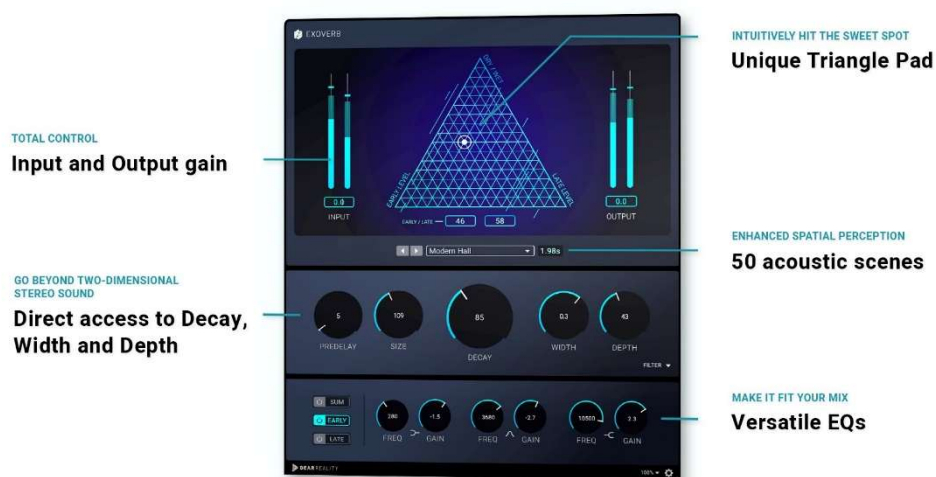 EXOVERB
INTUITIVELY HIT THE SWEET SPOT
Unique Triangle Pad
DRY / WET
TOTAL CONTROL
Input and Output gain
EARLY LEVEL
LATE LEVEL
0.0
INPUT
0.0
OUTPUT
EARLY / LATE
46
58
Modern Hall
1.98s
ENHANCED SPATIAL PERCEPTION
50 acoustic scenes
GO BEYOND TWO-DIMENSIONAL
STEREO SOUND
Direct access to Decay,
Width and Depth
5
PREDELAY
109
SIZE
85
DECAY
0.3
WIDTH
43
DEPTH
FILTER
SUM
EARLY
LATE
280
FREQ
-1.5
GAIN
3680
FREQ
-2.7
GAIN
10500
FREQ
2.3
GAIN
MAKE IT FIT YOUR MIX
Versatile EQs
DEARREALITY
100%